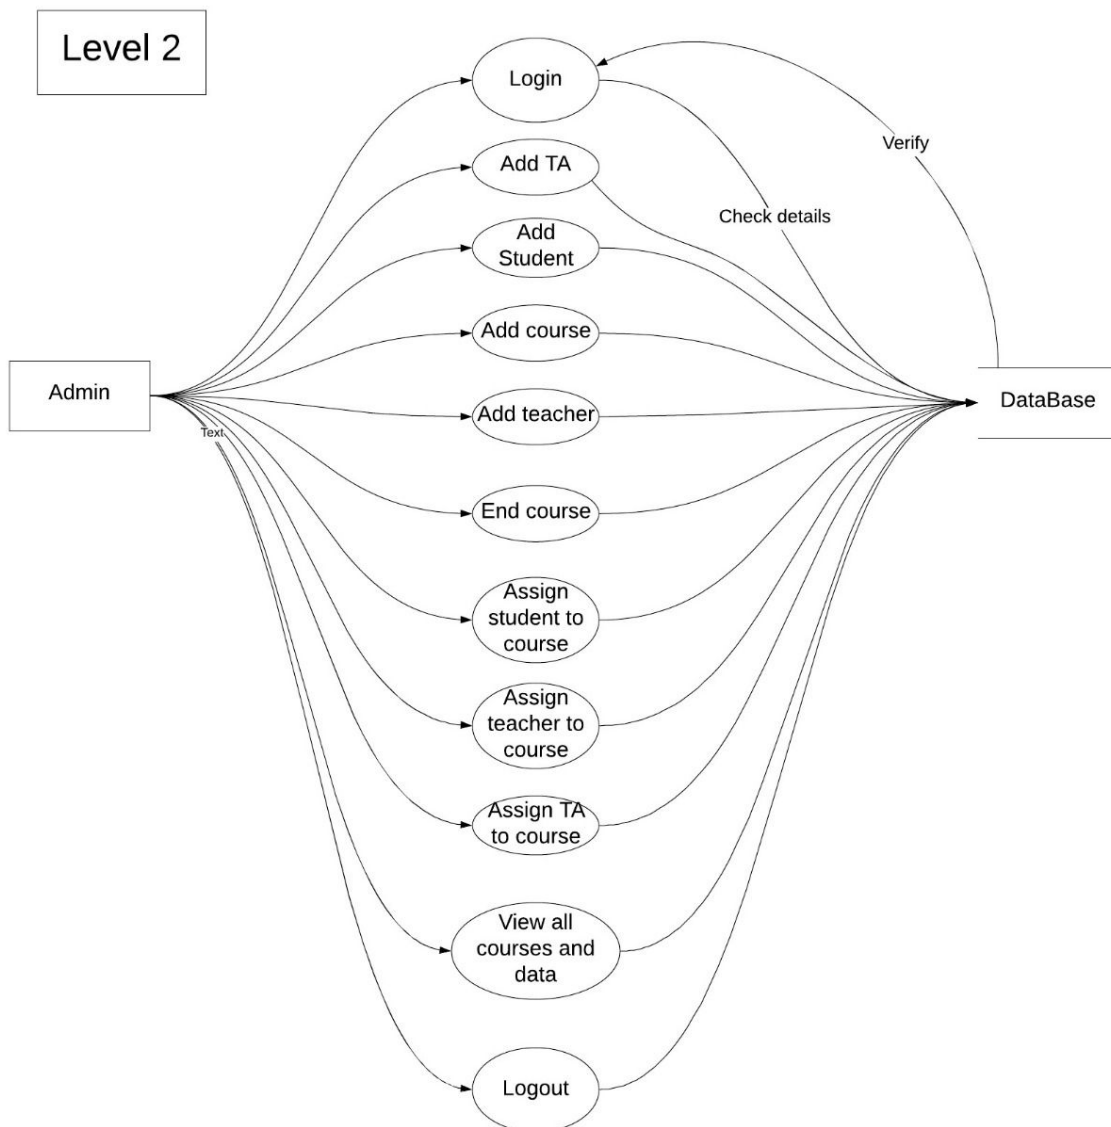 Level 2
Login
Verify
Add TA
Check details
Add
Student
Add course
Admin
DataBase
Add teacher
Text
End course
Assign
student to
course
Assign
teacher to
course
Assign TA
to course
View all
courses and
data
Logout